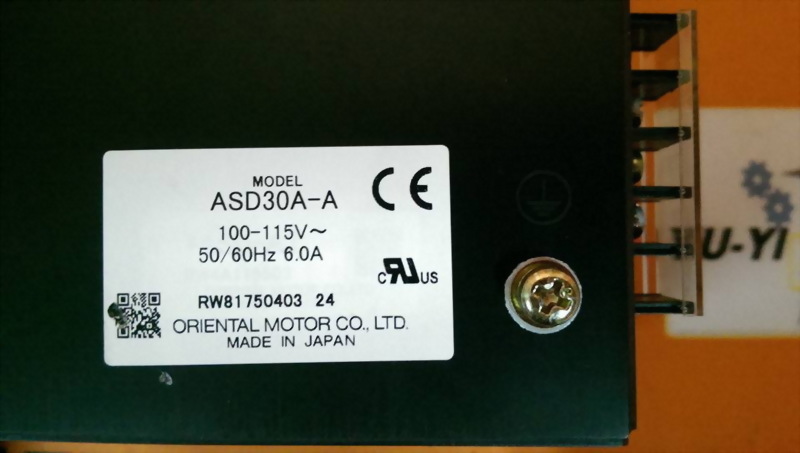 MODEL
ASD30A-A
CE
100-115V~
50/60Hz 6.0A
C RU US
RW81750403 24
ORIENTAL MOTOR CO., LTD.
MADE IN JAPAN
U-YI